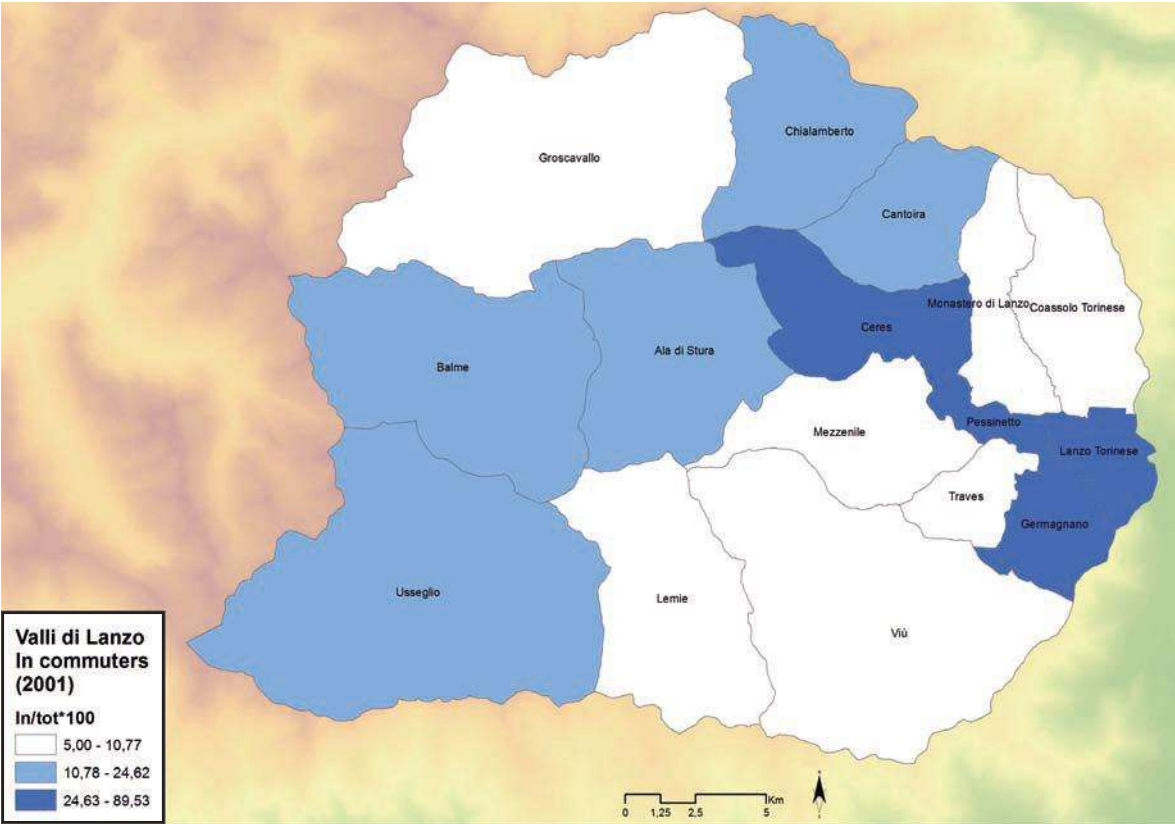 Chialamberto
Groscavallo
Cantoira
Monastero di Lanzo
Coassolo Torinese
Ceres
Ala di Stura
Balme
Pessinetto
Mezzenile
Lanzo Torinese
Traves
Germagnano
Usseglio
Lemie
Viù
Valli di Lanzo
In commuters
(2001)
In/tot*100
5,00 - 10,77
10,78 - 24,62
24,63 - 89,53
Km
0 1,25 2,5 5